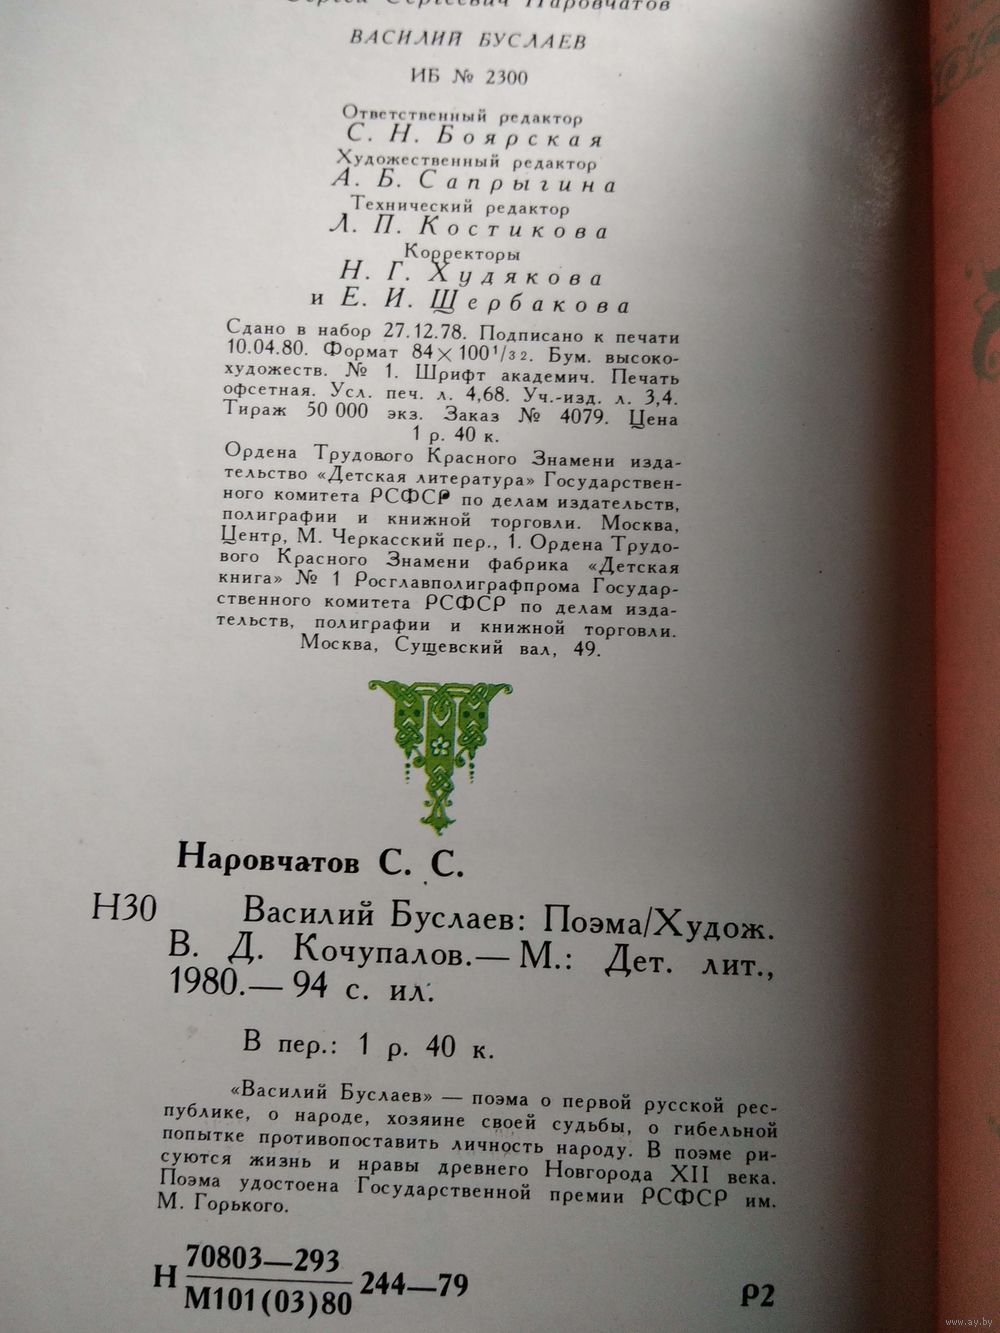 Сергей Сергеевич Наровчатов
ВАСИЛИЙ БУСЛАЕВ
ИБ № 2300
Ответственный редактор
С. Н. Боярская
Художественный редактор
А. Б. Сапрыгина
Технический редактор
Л. П. Костикова
Корректоры
Н. Г. Худякова
и Е. И. Щербакова
Сдано в набор 27.12.78. Подписано к печати
10.04.80. Формат 84×100 1/32. Бум. высоко-
художеств. № 1. Шрифт академич. Печать
офсетная. Усл. печ. л. 4,68. Уч.-изд. л. 3,4.
Тираж 50 000 экз. Заказ № 4079. Цена
1 р. 40 к.
Ордена Трудового Красного Знамени изда-
тельство «Детская литература» Государствен-
ного комитета РСФСР по делам издательств,
полиграфии и книжной торговли. Москва,
Центр, М. Черкасский пер., 1. Ордена Трудо-
вого Красного Знамени фабрика «Детская
книга» № 1 Росглавполиграфпрома Государ-
ственного комитета РСФСР по делам изда-
тельств, полиграфии и книжной торговли.
Москва, Сущевский вал, 49.
Наровчатов С. С.
Н30 Василий Буслаев: Поэма/Худож.
В. Д. Кочупалов.— М.: Дет. лит.,
1980.— 94 с. ил.
В пер.: 1 р. 40 к.
«Василий Буслаев» — поэма о первой русской рес-
публике, о народе, хозяине своей судьбы, о гибельной
попытке противопоставить личность народу. В поэме ри-
суются жизнь и нравы древнего Новгорода XII века.
Поэма удостоена Государственной премии РСФСР им.
М. Горького.
Н 70803—293
М101(03)80 244—79
Р2
www.ay.by